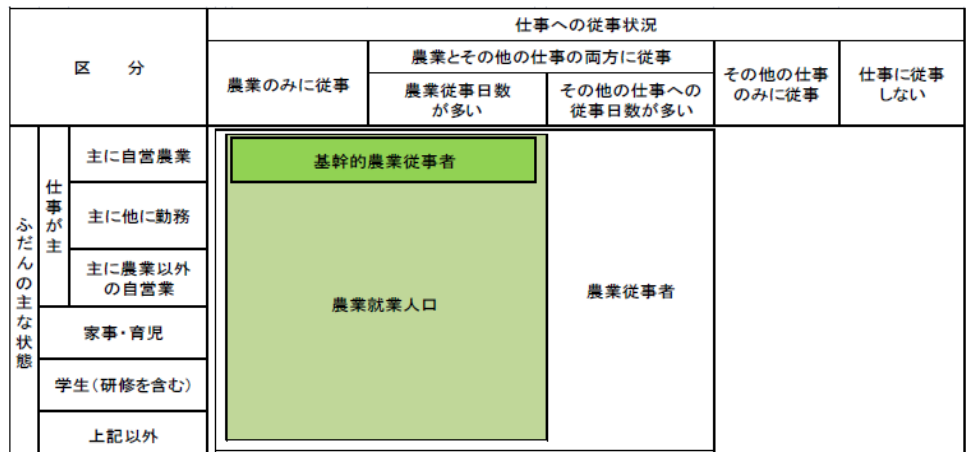 区　分
仕事への従事状況
農業のみに従事
農業とその他の仕事の両方に従事
農業従事日数
が多い
その他の仕事への
従事日数が多い
その他の仕事
のみに従事
仕事に従事
しない
ふだんの主な状態
仕事が主
主に自営農業
主に他に勤務
主に農業以外
の自営業
家事・育児
学生（研修を含む）
上記以外
基幹的農業従事者
農業就業人口
農業従事者